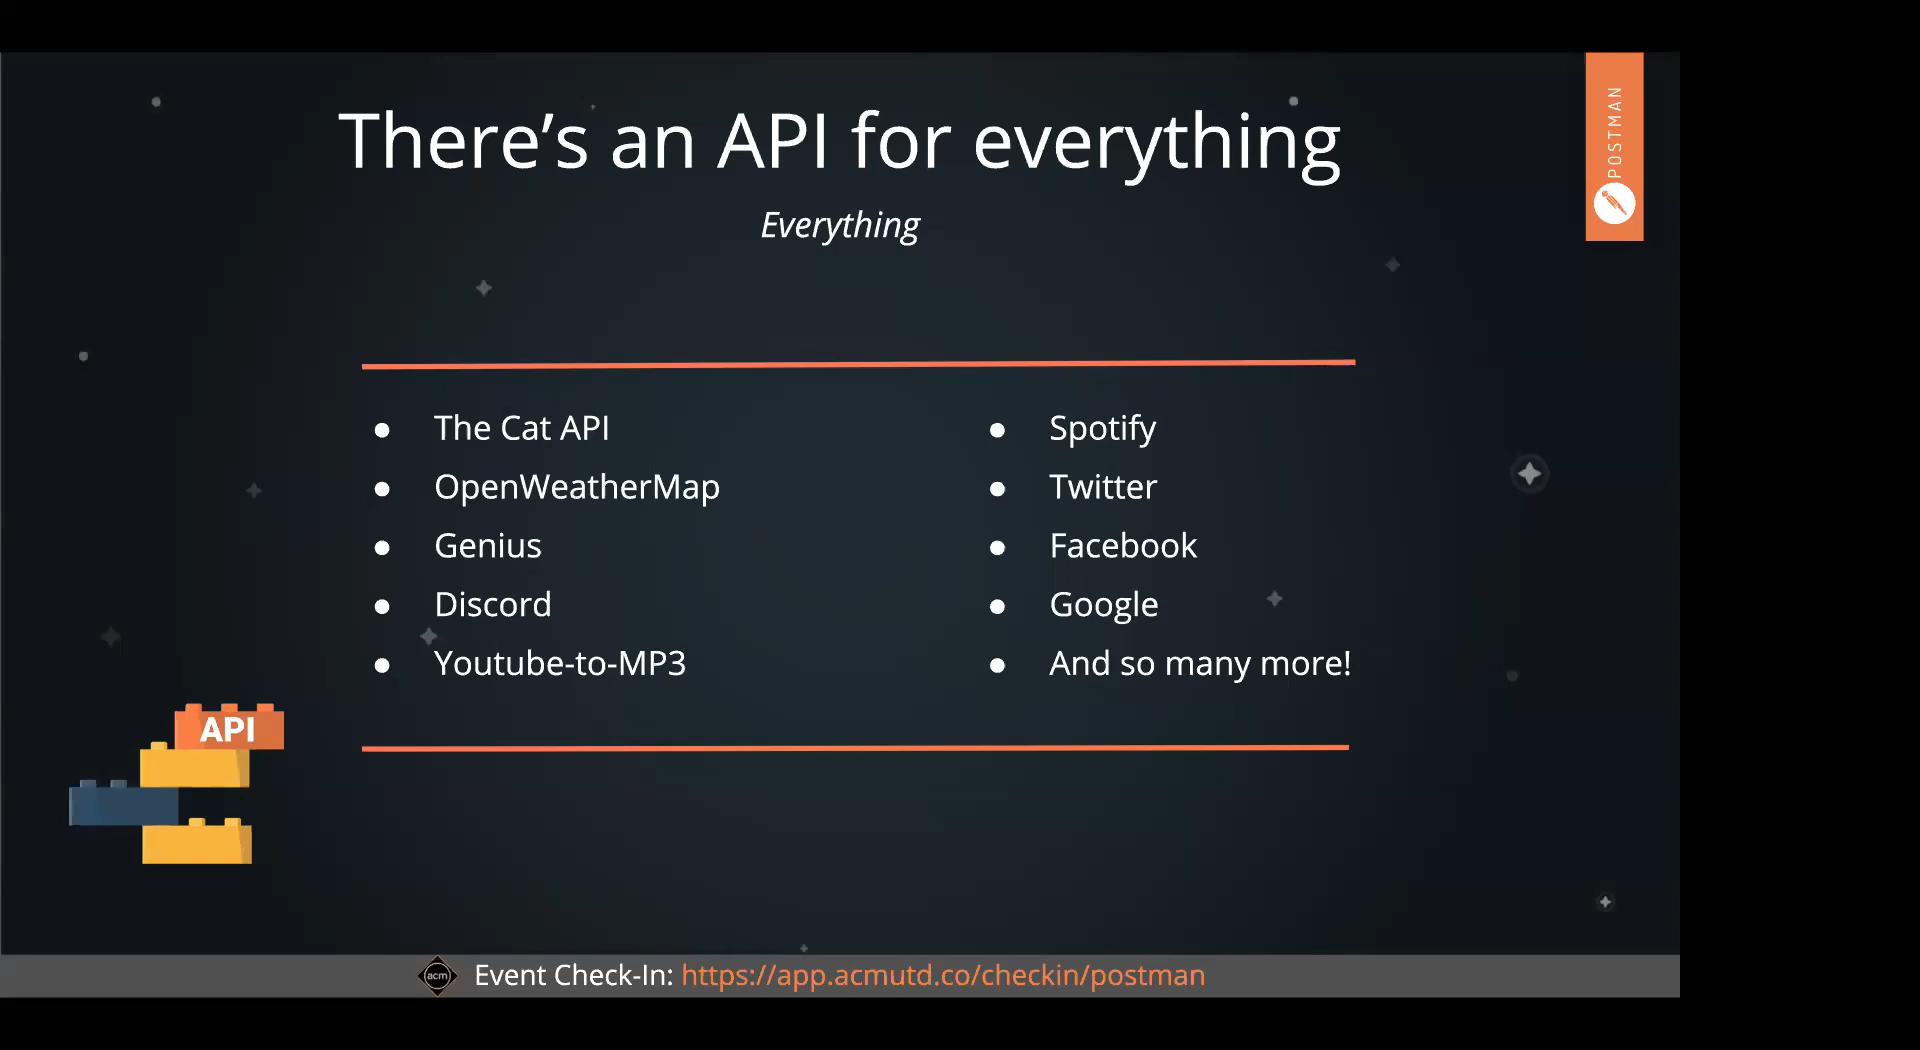 There’s an API for everything
Everything
POSTMAN
The Cat API
OpenWeatherMap
Genius
Discord
Youtube-to-MP3
Spotify
Twitter
Facebook
Google
And so many more!
API
acm
Event Check-In: https://app.acmutd.co/checkin/postman